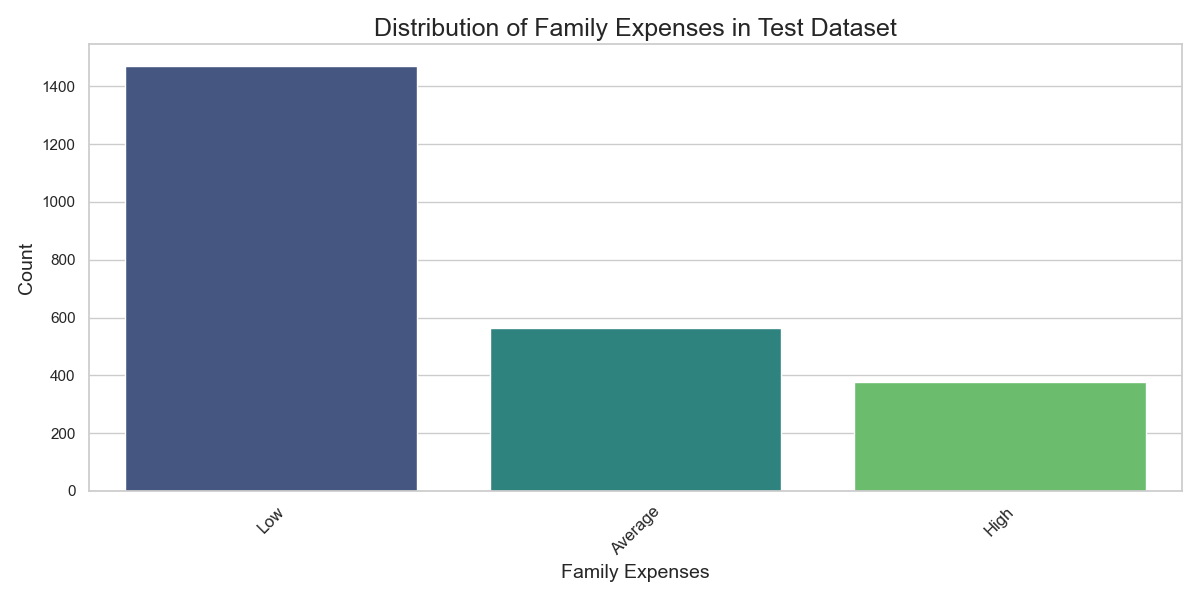 Distribution of Family Expenses in Test Dataset
Count
1400
1200
1000
800
600
400
200
0
Low
Average
High
Family Expenses